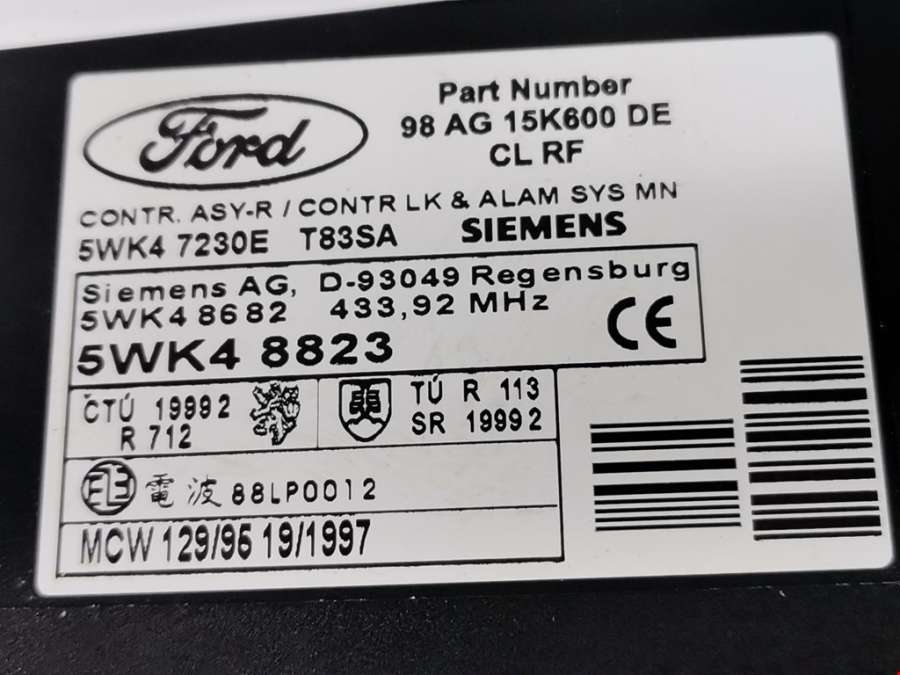 Ford
Part Number
98 AG 15K600 DE
CL RF
CONTR. ASY-R / CONTR LK & ALAM SYS MN
5WK4 7230E T83SA SIEMENS
Siemens AG, D-93049 Regensburg
5WK4 8682 433,92 MHz
CE
5WK4 8823
ČTÚ 1999 2
R 712
TÚ R 113
SR 1999 2
電波 88LP0012
MCW 129/95 19/1997